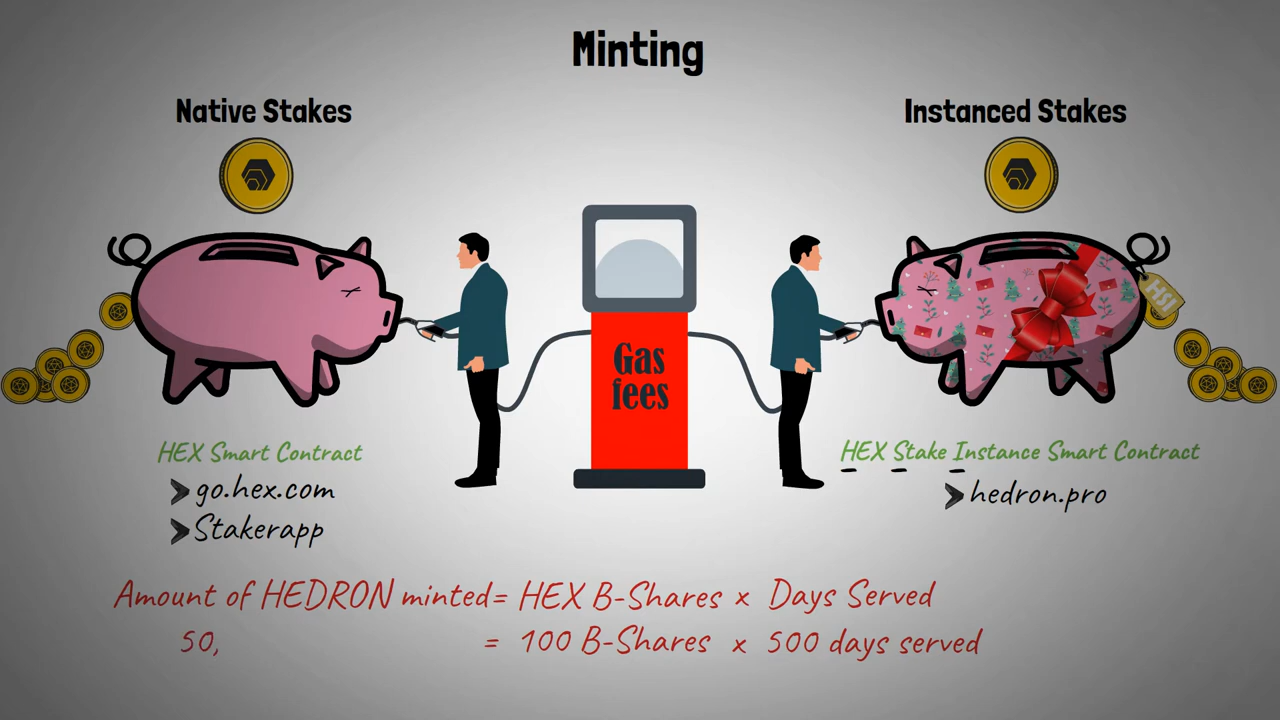 Minting
Native Stakes
Instanced Stakes
HSI
Gas
fees
HEX Smart Contract
go.hex.com
Stakerapp
HEX Stake Instance Smart Contract
hedron.pro
Amount of HEDRON minted= HEX B-Shares x Days Served
50, = 100 B-Shares x 500 days served